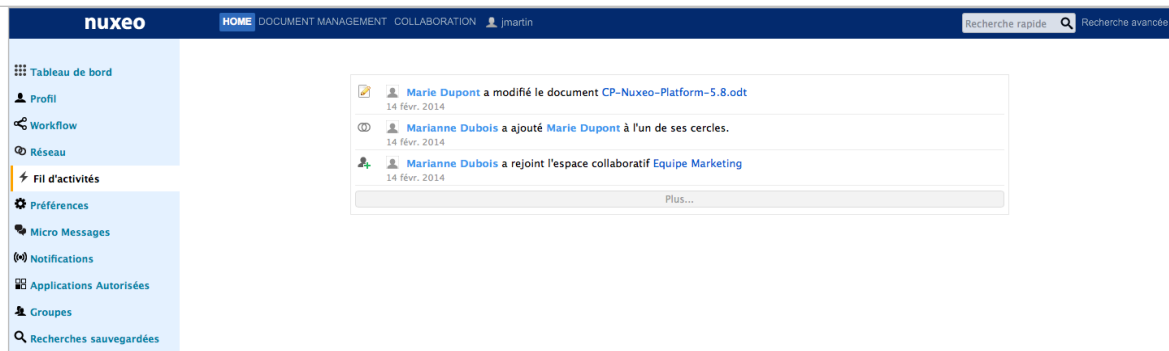 nuxeo
HOME DOCUMENT MANAGEMENT COLLABORATION jmartin
Recherche rapide Recherche avancée
Tableau de bord
Profil
Workflow
Réseau
Fil d'activités
Préférences
Micro Messages
Notifications
Applications Autorisées
Groupes
Recherches sauvegardées
Marie Dupont a modifié le document CP-Nuxeo-Platform-5.8.odt
14 févr. 2014
Marianne Dubois a ajouté Marie Dupont à l'un de ses cercles.
14 févr. 2014
Marianne Dubois a rejoint l'espace collaboratif Equipe Marketing
14 févr. 2014
Plus...